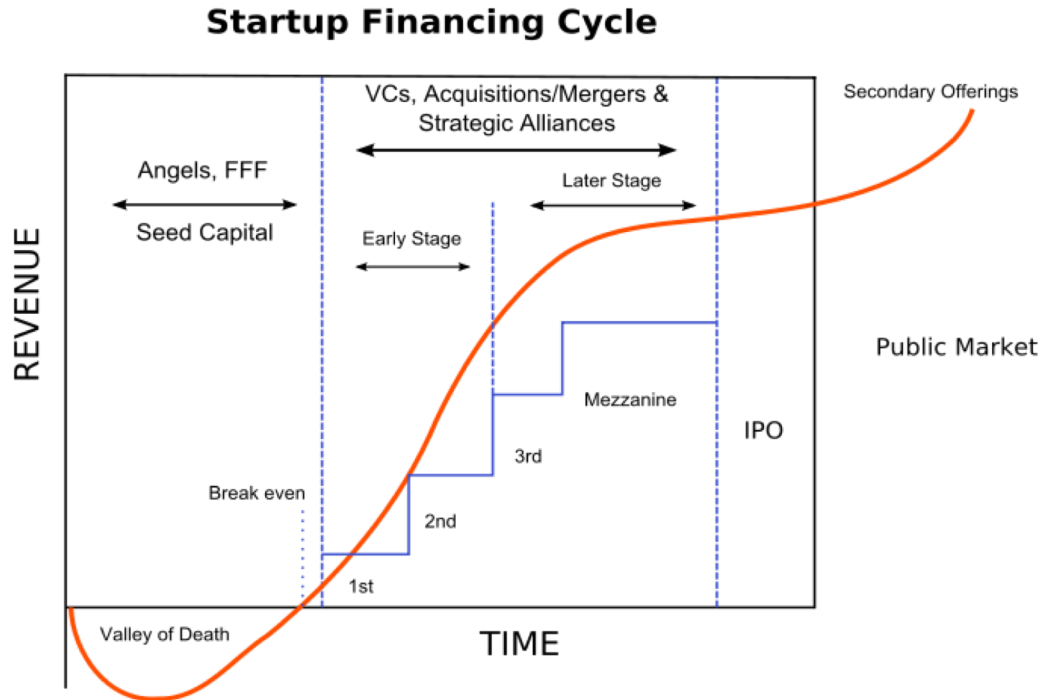 Startup Financing Cycle
VCs, Acquisitions/Mergers &
Strategic Alliances
Secondary Offerings
Angels, FFF
Seed Capital
Later Stage
Early Stage
REVENUE
Public Market
Mezzanine
IPO
3rd
Break even
2nd
1st
Valley of Death
TIME